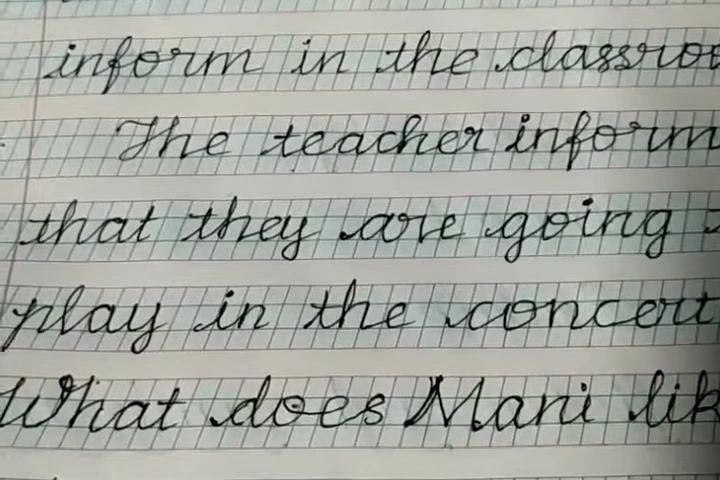 inform in the classroo
The teacher inform
that they are going
play in the concert
What does Mani lik